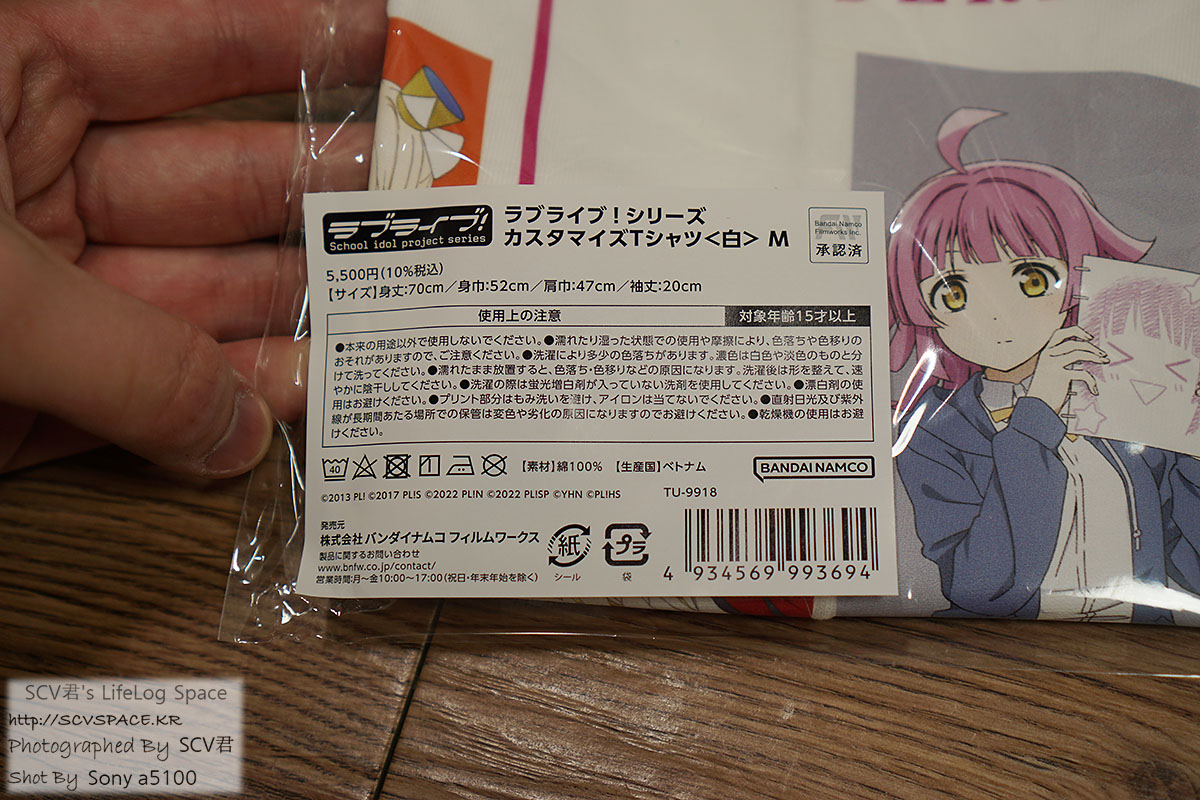 ラブライブ!
School idol project series
ラブライブ！シリーズ
カスタマイズTシャツ<白> M
Bandai Namco
Filmworks Inc.
承認済
5,500円(10%税込)
【サイズ】身丈:70cm／身巾:52cm／肩巾:47cm／袖丈:20cm
使用上の注意
対象年齢15才以上
●本来の用途以外で使用しないでください。●濡れたり湿った状態での使用や摩擦により、色落ちや色移りの
おそれがありますので、ご注意ください。●洗濯により多少の色落ちがあります。濃色は白色や淡色のものと分
けて洗ってください。●濡れたまま放置すると、色落ち・色移りなどの原因になります。洗濯後は形を整えて、速
やかに陰干ししてください。●洗濯の際は蛍光増白剤が入っていない洗剤を使用してください。●漂白剤の使
用はお避けください。●プリント部分はもみ洗いを避け、アイロンは当てないでください。●直射日光及び紫外
線が長期間あたる場所での保管は変色や劣化の原因になりますのでお避けください。●乾燥機の使用はお避
けください。
40
【素材】綿100% 【生産国】ベトナム
BANDAI NAMCO
©2013 PL! ©2017 PL!S ©2022 PL!N ©2022 PL!SP ©YHN ©PL!HS
TU-9918
発売元
株式会社 バンダイナムコ フィルムワークス
製品に関するお問い合わせ
www.bnfw.co.jp/contact/
営業時間:月～金10:00～17:00 (祝日・年末年始を除く)
紙
シール
プラ
袋
4 934569 993694
SCV君's LifeLog Space
http://SCVSPACE.KR
Photographed By SCV君
Shot By Sony a5100